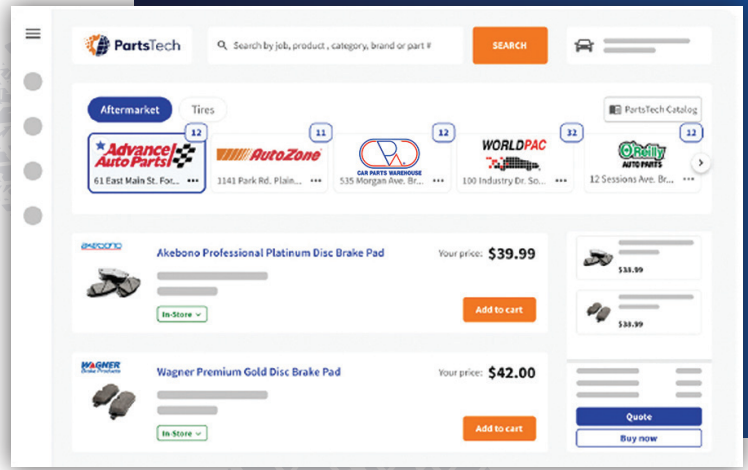 PartsTech
Search by job, product , category, brand or part #
SEARCH
Aftermarket
Tires
PartsTech Catalog
12
11
12
32
12
Advance Auto Parts
AutoZone
CAR PARTS WAREHOUSE
WORLDPAC
O'Reilly AUTO PARTS
61 East Main St. For... •••
1141 Park Rd. Plain... •••
535 Morgan Ave. Br... •••
100 Industry Dr. So... •••
12 Sessions Ave. Br... •••
akebono
Akebono Professional Platinum Disc Brake Pad
Your price: $39.99
In-Store
Add to cart
$38.99
$38.99
WAGNER
Brake Products
Wagner Premium Gold Disc Brake Pad
Your price: $42.00
In-Store
Add to cart
Quote
Buy now